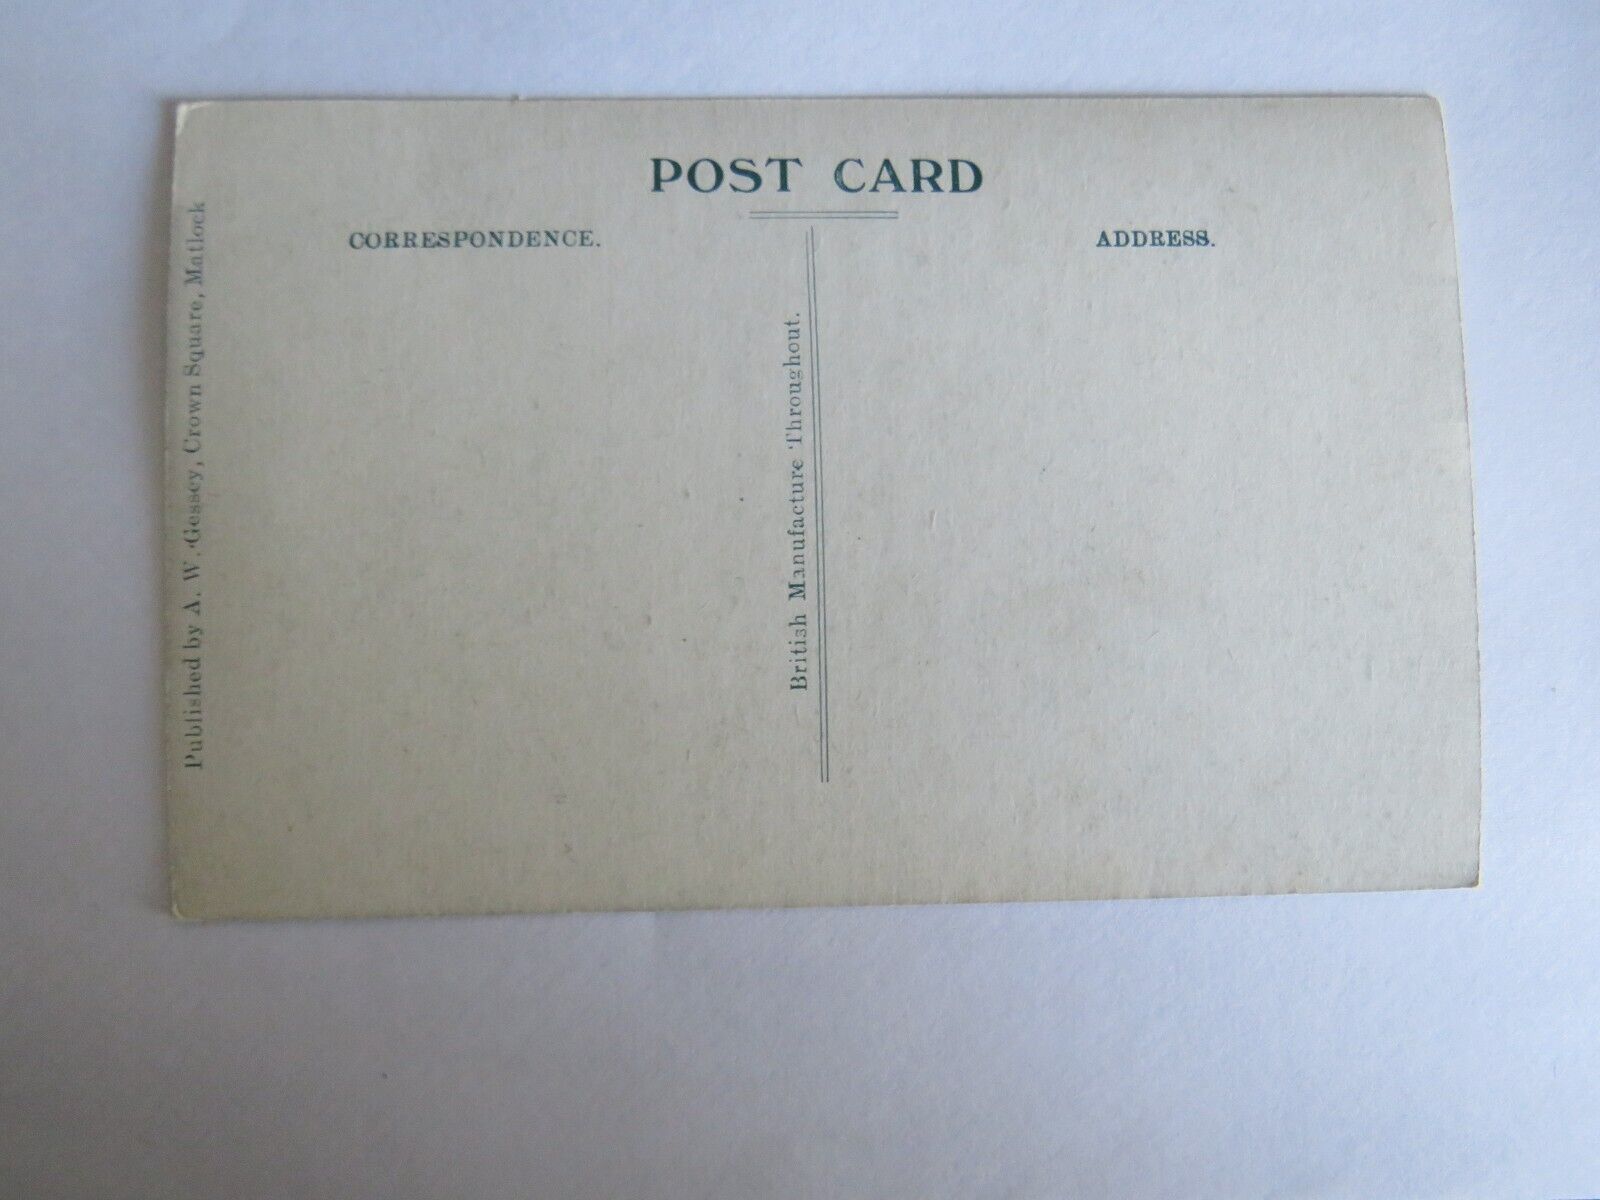 POST CARD
CORRESPONDENCE.
ADDRESS.
Published by A. W. Gessey, Crown Square, Matlock
British Manufacture Throughout.